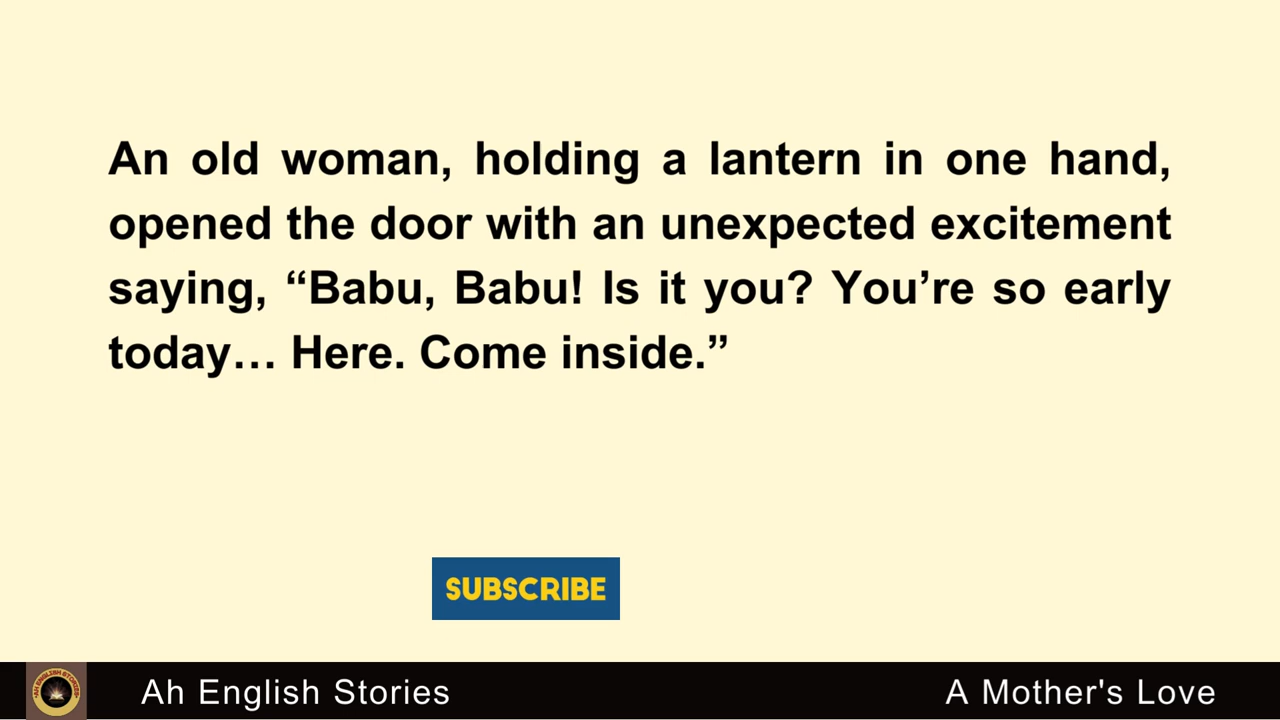 An old woman, holding a lantern in one hand,
opened the door with an unexpected excitement
saying, “Babu, Babu! Is it you? You’re so early
today… Here. Come inside.”
SUBSCRIBE
Ah English Stories
A Mother's Love